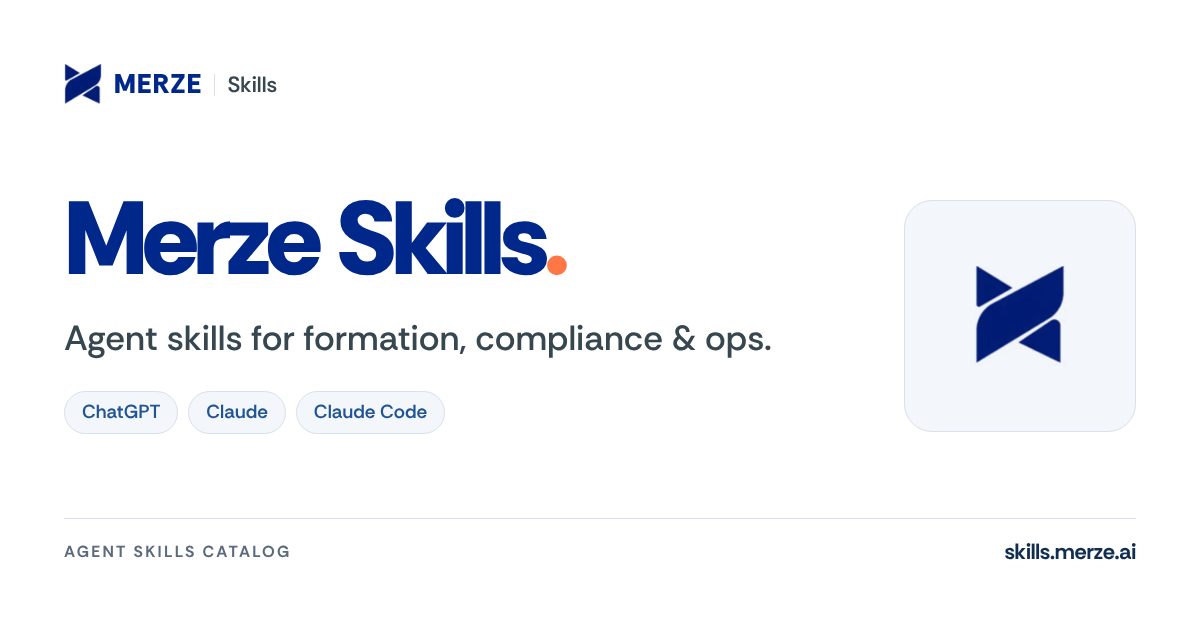 MERZE | Skills
Merze Skills.
Agent skills for formation, compliance & ops.
ChatGPT Claude Claude Code
AGENT SKILLS CATALOG skills.merze.ai